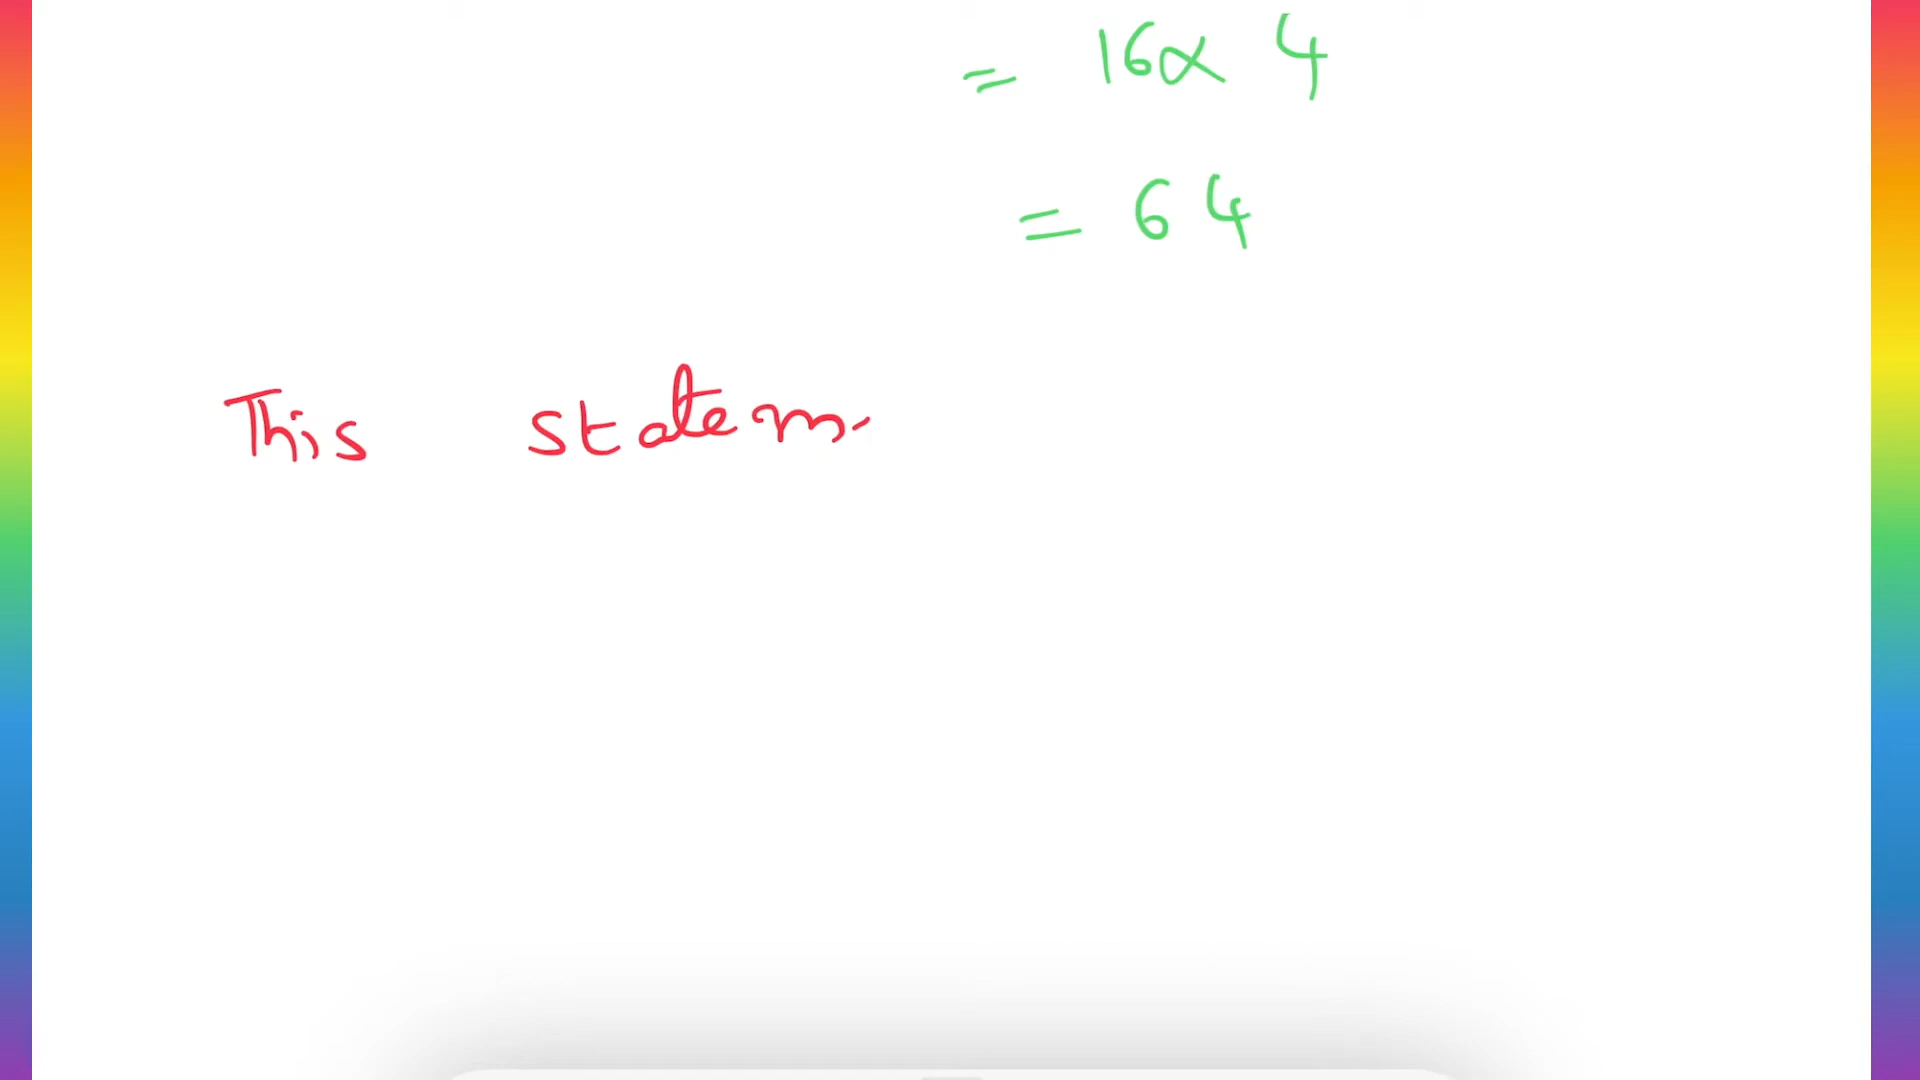 = 16 x 4
= 64
This statem